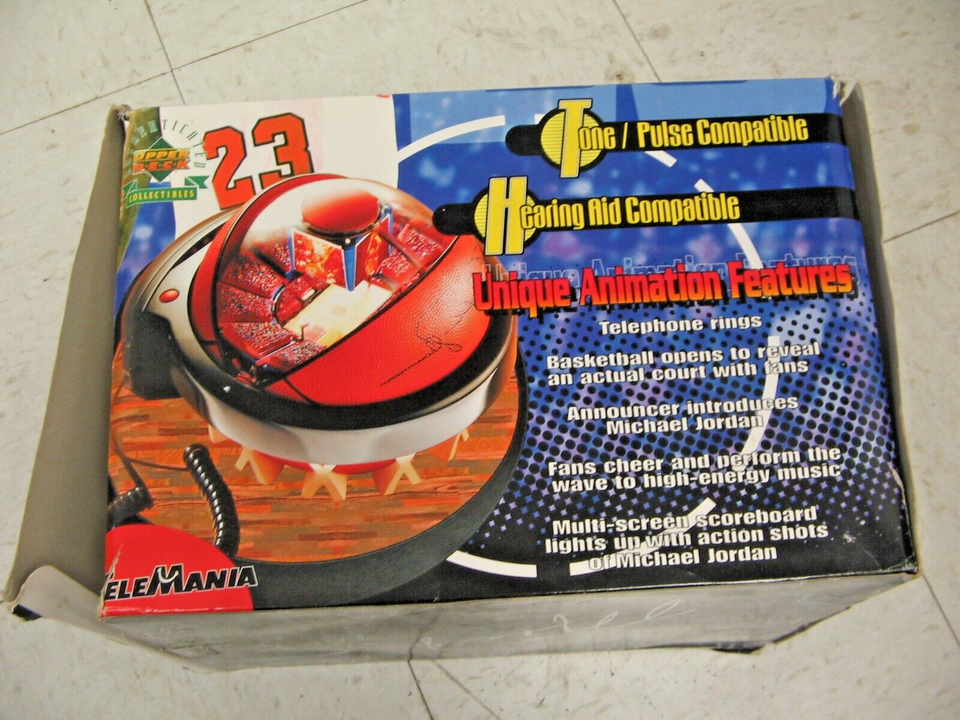 AUTHENTICATED
UPPER
DECK
COLLECTIBLES
23
Tone / Pulse Compatible
Hearing Aid Compatible
Unique Animation Features
Telephone rings
Basketball opens to reveal
an actual court with fans
Announcer introduces
Michael Jordan
Fans cheer and perform the
wave to high-energy music
Multi-screen scoreboard
lights up with action shots
of Michael Jordan
TELEMANIA